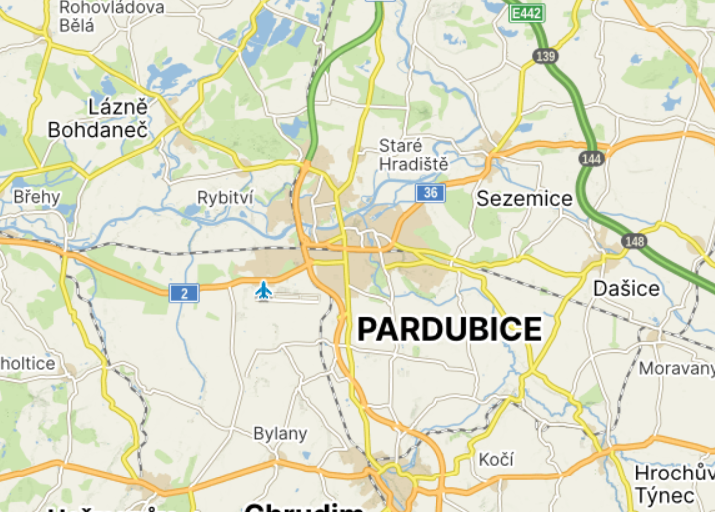 Rohovládova
Bělá
E442
139
Lázně
Bohdaneč
Staré
Hradiště
144
Břehy
Rybitví
36
Sezemice
148
2
Dašice
PARDUBICE
holtice
Moravany
Bylany
Kočí
Hrochův
Týnec
Chrudim